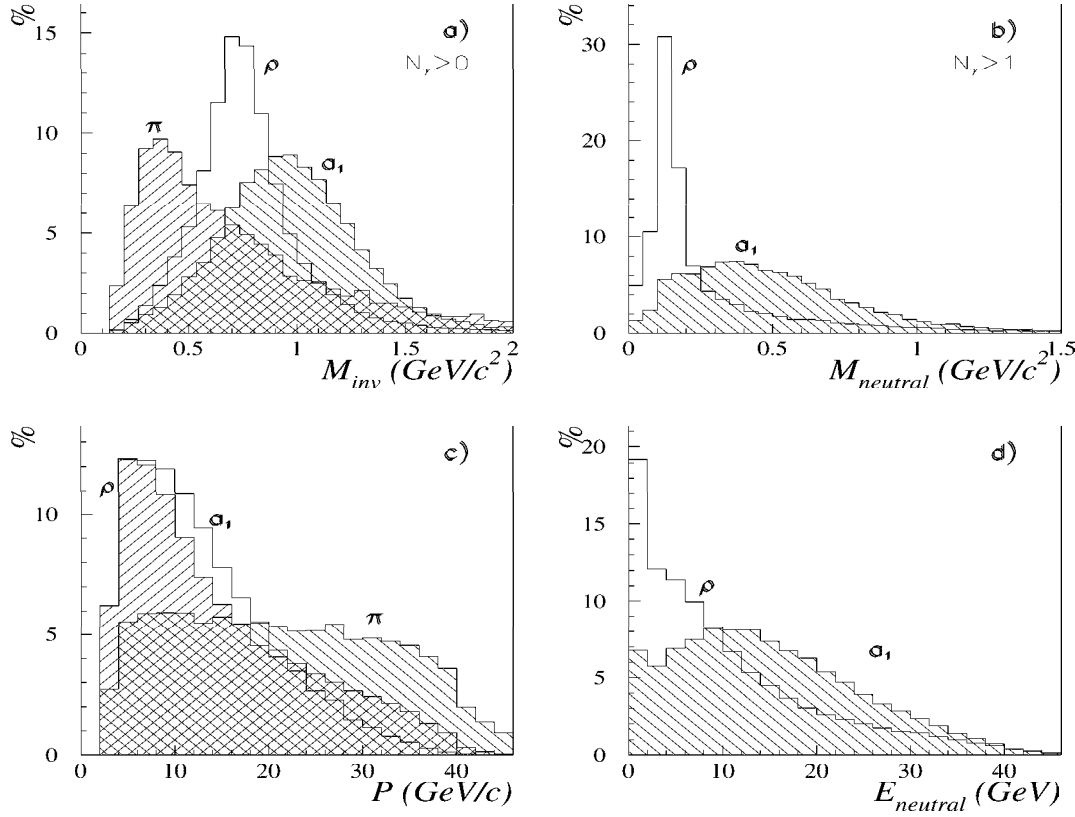 % a)
N_γ>0
ρ
π
a₁
15
10
5
0
0 0.5 1 1.5 2
M_inv (GeV/c²)
% b)
N_γ>1
ρ
a₁
30
20
10
0
0 0.5 1 1.5
M_neutral (GeV/c²)
% c)
ρ
a₁
π
10
5
0
0 10 20 30 40
P (GeV/c)
% d)
ρ
a₁
20
15
10
5
0
0 10 20 30 40
E_neutral (GeV)